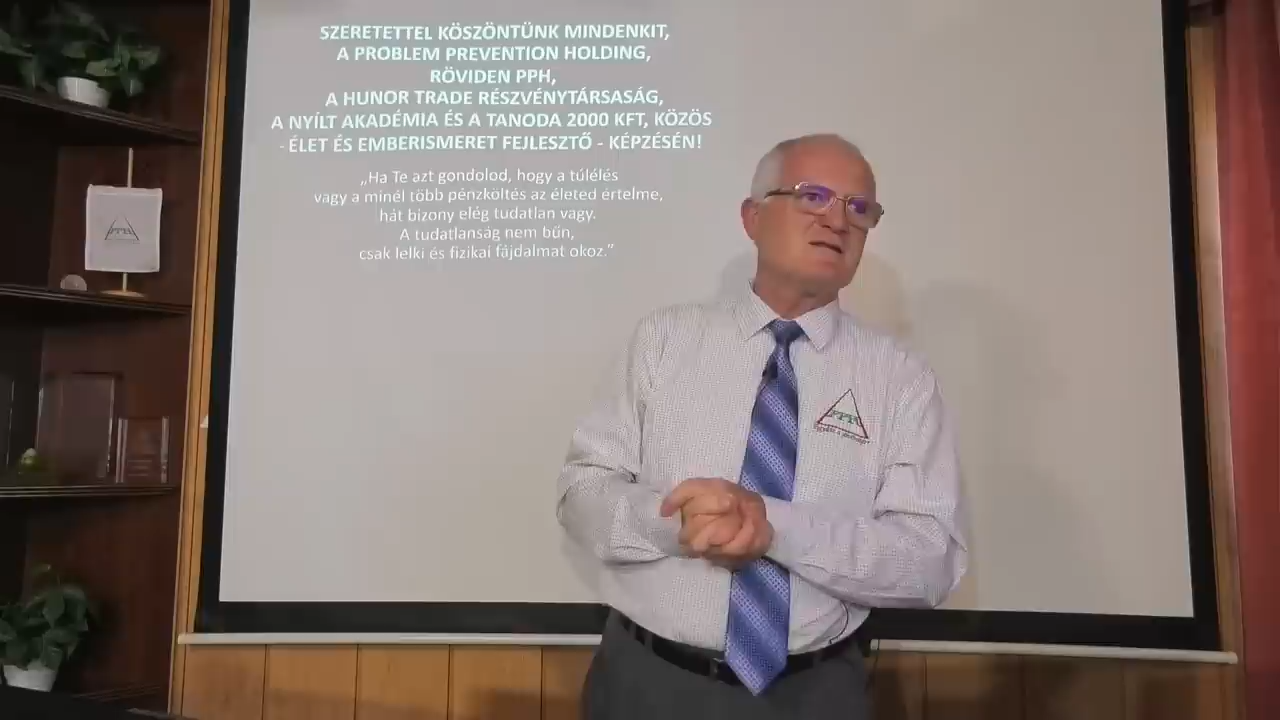 SZERETETTEL KÖSZÖNTÜNK MINDENKIT,
A PROBLEM PREVENTION HOLDING,
RÖVIDEN PPH,
A HUNOR TRADE RÉSZVÉNYTÁRSASÁG,
A NYÍLT AKADÉMIA ÉS A TANODA 2000 KFT, KÖZÖS
- ÉLET ÉS EMBERISMERET FEJLESZTŐ - KÉPZÉSÉN!
„Ha Te azt gondolod, hogy a túlélés
vagy a minél több pénzköltés az életed értelme,
hát bizony elég tudatlan vagy.
A tudatlanság nem bűn,
csak lelki és fizikai fájdalmat okoz."
PPH
PPH